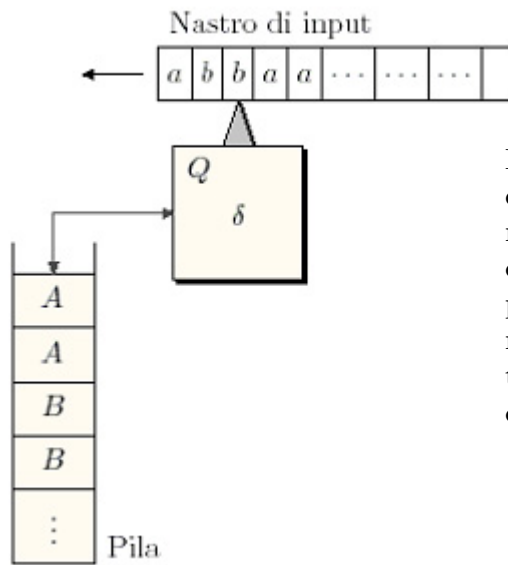 Nastro di input
a b b a a ... ... ...
Q
δ
A
A
B
B
⋮
Pila